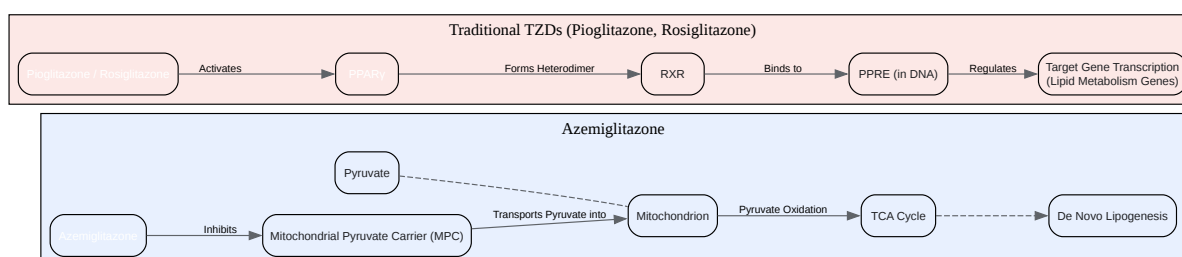 Traditional TZDs (Pioglitazone, Rosiglitazone)
Pioglitazone / Rosiglitazone
Activates
PPARγ
Forms Heterodimer
RXR
Binds to
PPRE (in DNA)
Regulates
Target Gene Transcription
(Lipid Metabolism Genes)
Azemiglitazone
Pyruvate
Azemiglitazone
Inhibits
Mitochondrial Pyruvate Carrier (MPC)
Transports Pyruvate into
Mitochondrion
Pyruvate Oxidation
TCA Cycle
De Novo Lipogenesis